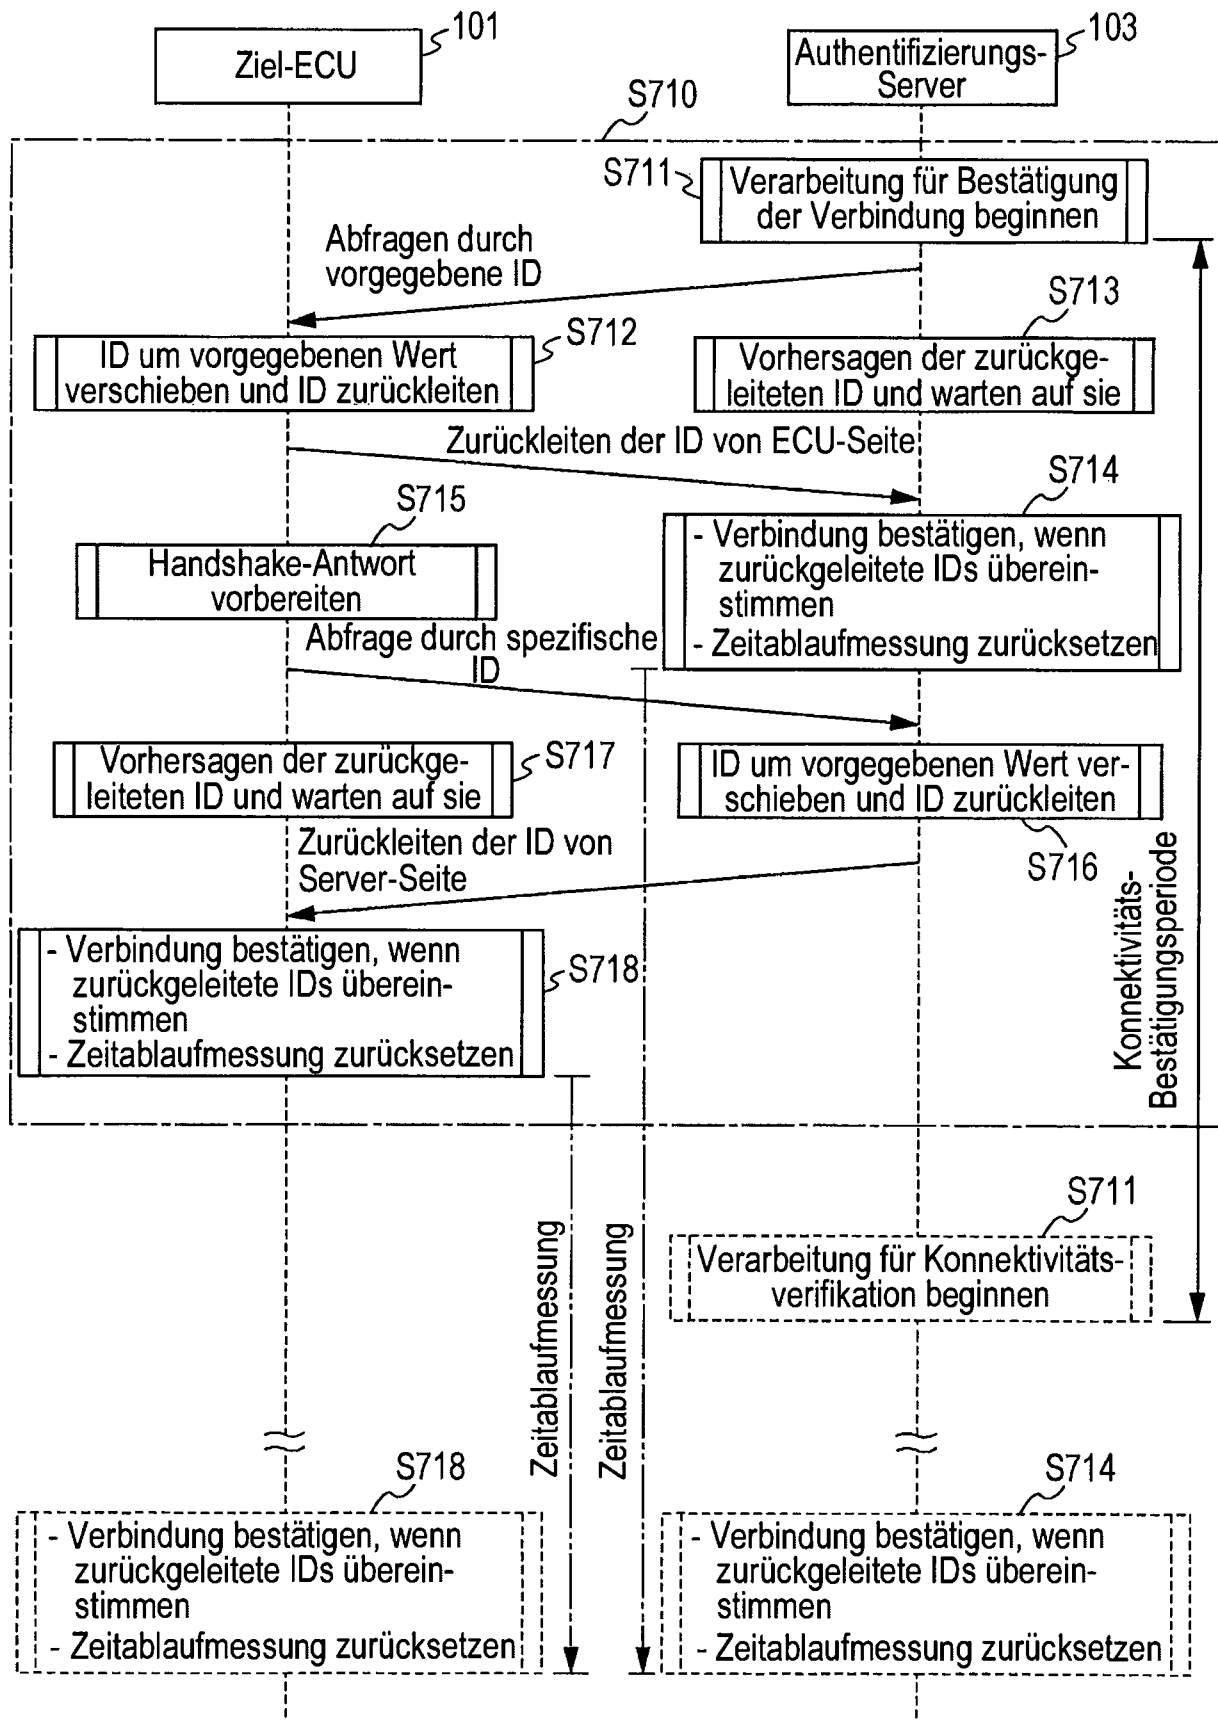 101
Ziel-ECU
103
Authentifizierungs-
Server
S710
S711
Verarbeitung für Bestätigung
der Verbindung beginnen
Abfragen durch
vorgegebene ID
S712
ID um vorgegebenen Wert
verschieben und ID zurückleiten
S713
Vorhersagen der zurückge-
leiteten ID und warten auf sie
Zurückleiten der ID von ECU-Seite
S714
- Verbindung bestätigen, wenn
zurückgeleitete IDs überein-
stimmen
- Zeitablaufmessung zurücksetzen
S715
Handshake-Antwort
vorbereiten
Abfrage durch spezifische
ID
S717
Vorhersagen der zurückge-
leiteten ID und warten auf sie
ID um vorgegebenen Wert ver-
schieben und ID zurückleiten
S716
Zurückleiten der ID von
Server-Seite
S718
- Verbindung bestätigen, wenn
zurückgeleitete IDs überein-
stimmen
- Zeitablaufmessung zurücksetzen
Konnektivitäts-
Bestätigungsperiode
S711
Verarbeitung für Konnektivitäts-
verifikation beginnen
Zeitablaufmessung
Zeitablaufmessung
S718
- Verbindung bestätigen, wenn
zurückgeleitete IDs überein-
stimmen
- Zeitablaufmessung zurücksetzen
S714
- Verbindung bestätigen, wenn
zurückgeleitete IDs überein-
stimmen
- Zeitablaufmessung zurücksetzen